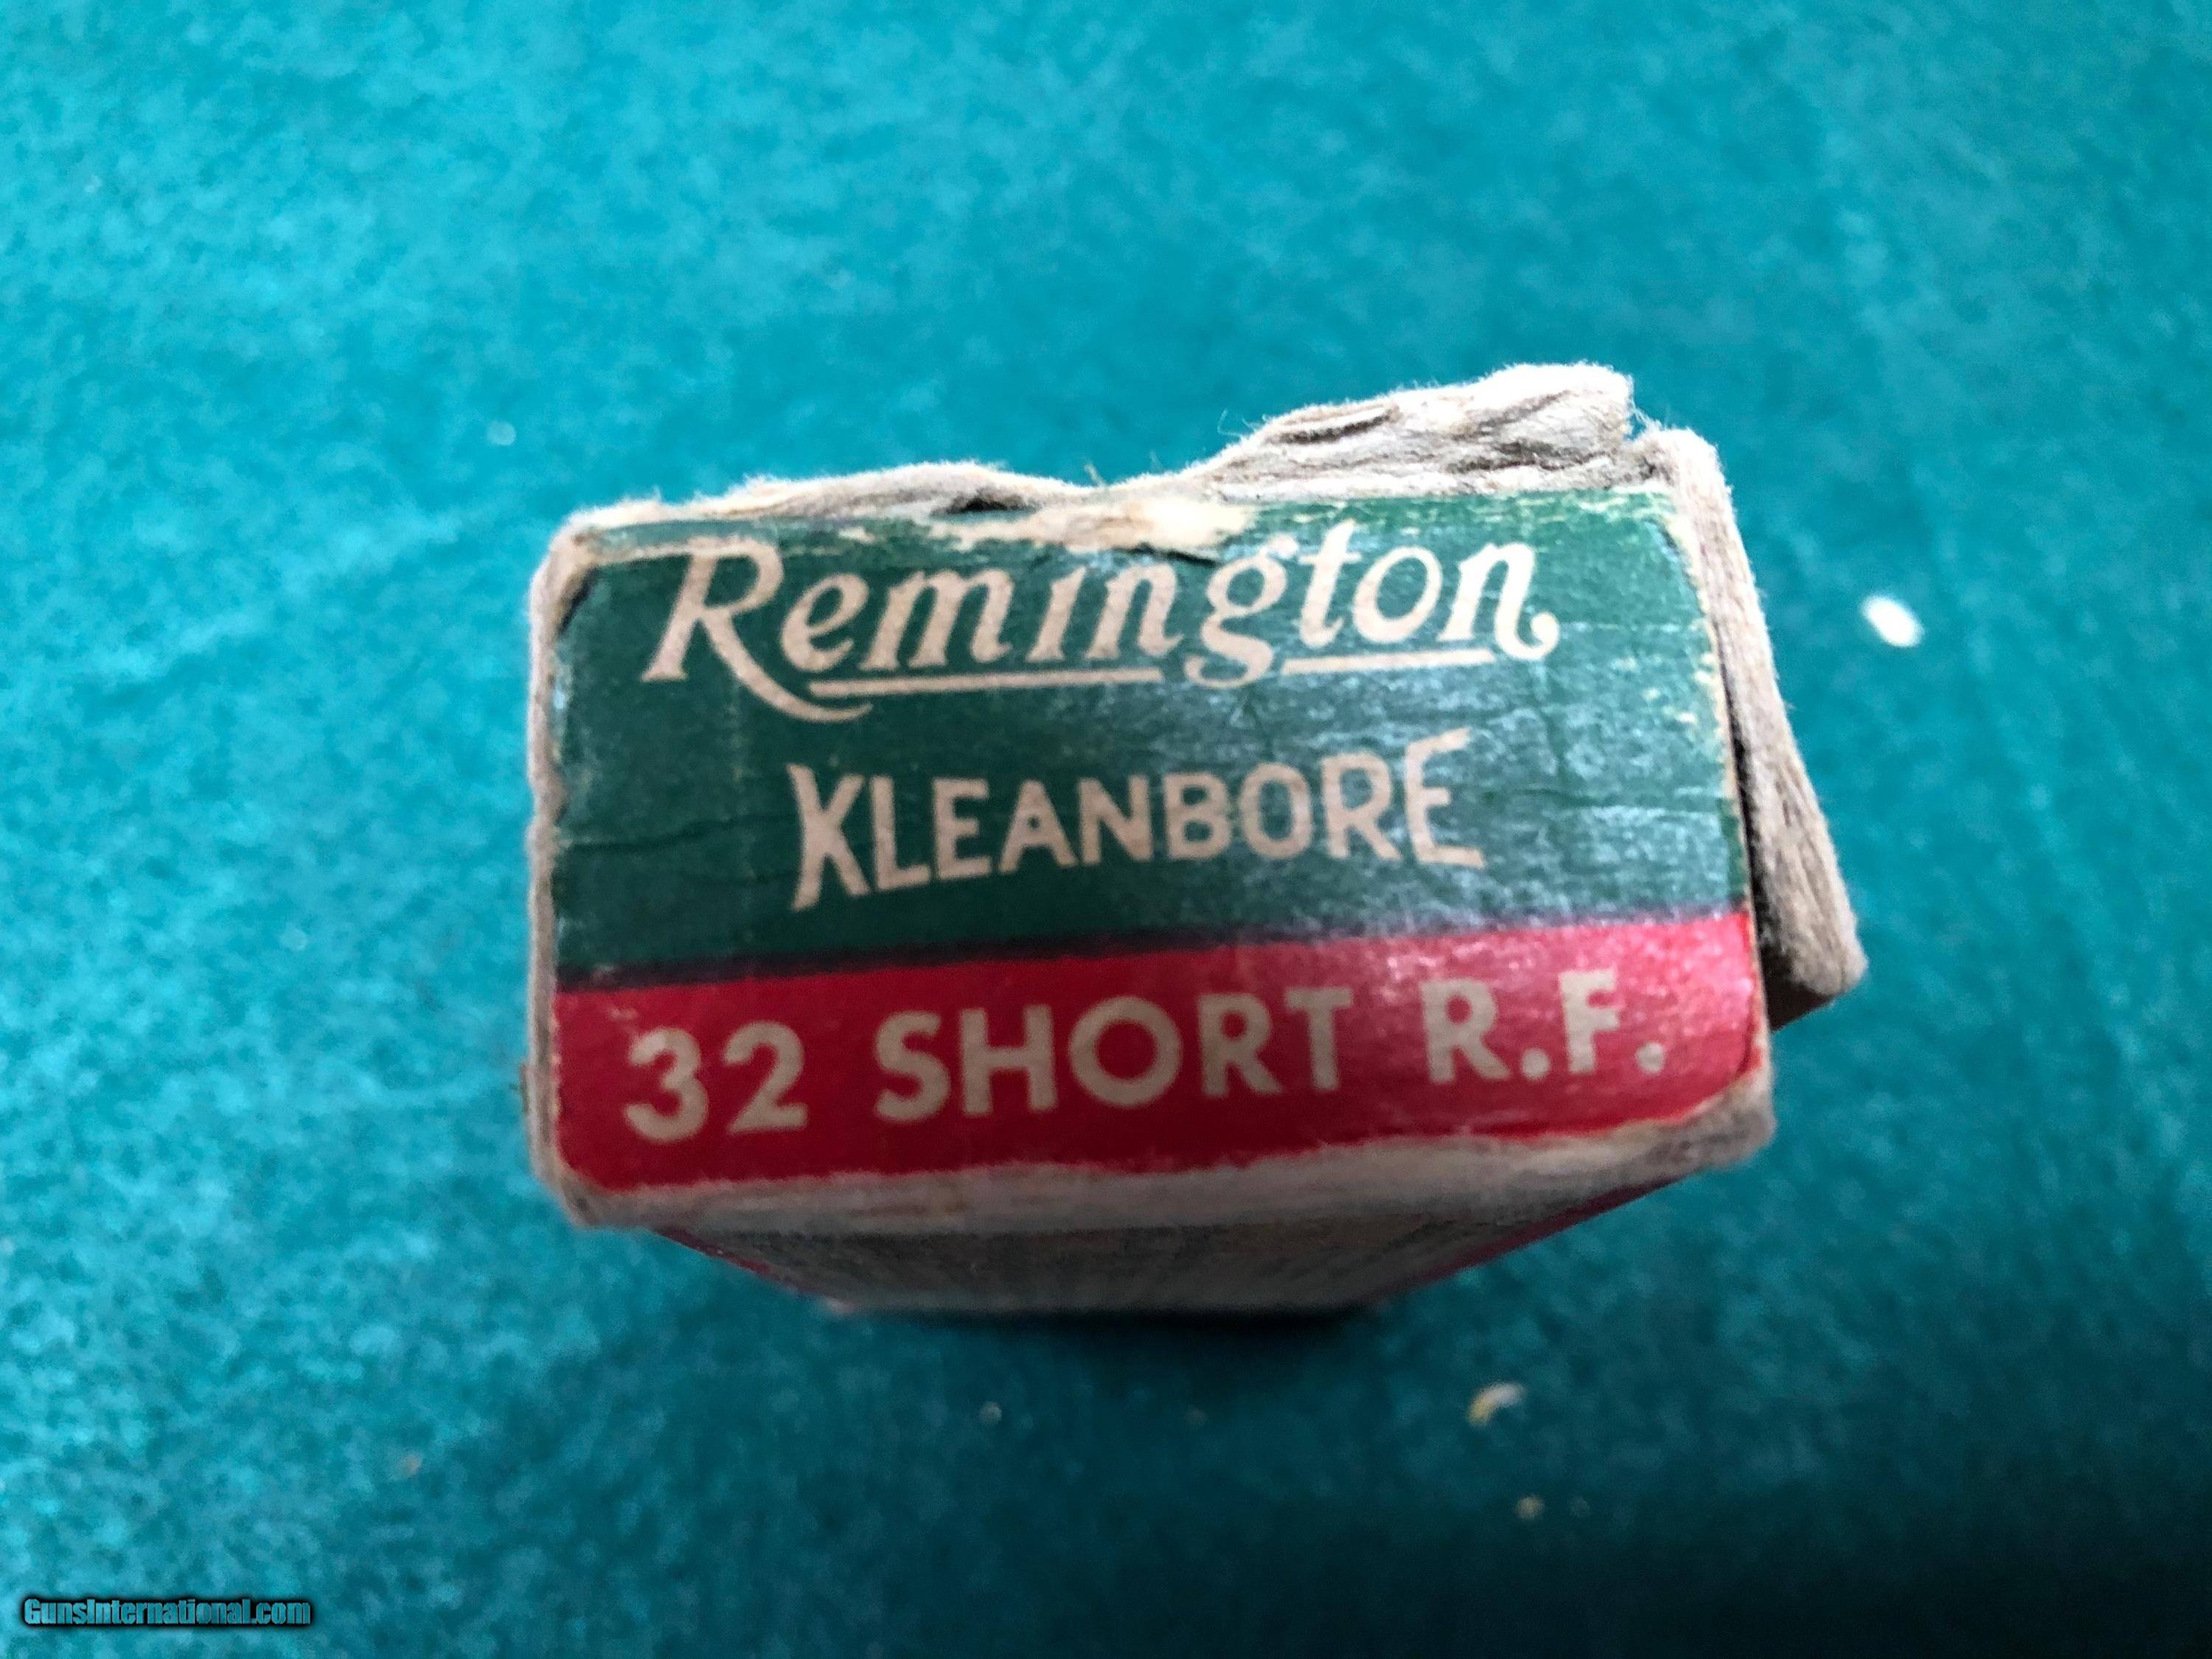 Remington
KLEANBORE
32 SHORT R.F.
GunsInternational.com